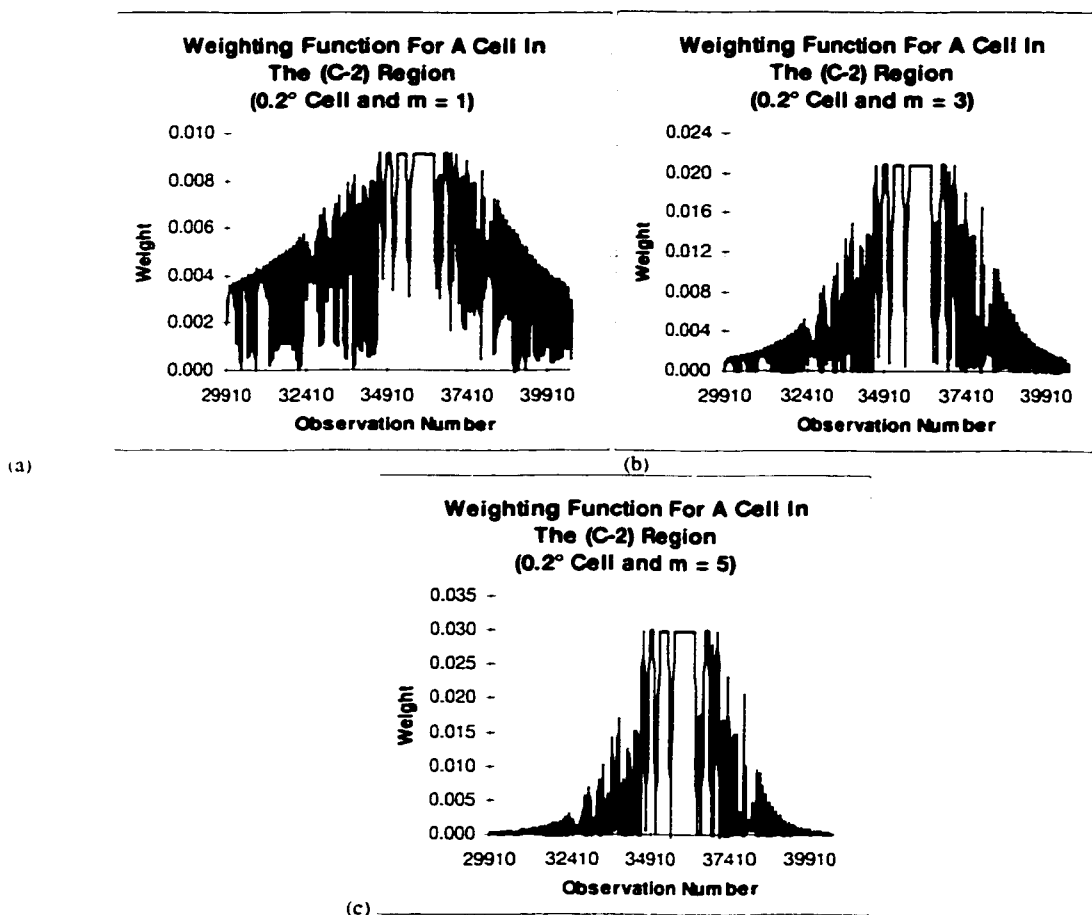 Weighting Function For A Cell In
The (C-2) Region
(0.2° Cell and m = 1)
0.010
0.008
0.006
0.004
0.002
0.000
Weight
29910 32410 34910 37410 39910
Observation Number
(a)
Weighting Function For A Cell In
The (C-2) Region
(0.2° Cell and m = 3)
0.024
0.020
0.016
0.012
0.008
0.004
0.000
Weight
29910 32410 34910 37410 39910
Observation Number
(b)
Weighting Function For A Cell In
The (C-2) Region
(0.2° Cell and m = 5)
0.035
0.030
0.025
0.020
0.015
0.010
0.005
0.000
Weight
29910 32410 34910 37410 39910
Observation Number
(c)